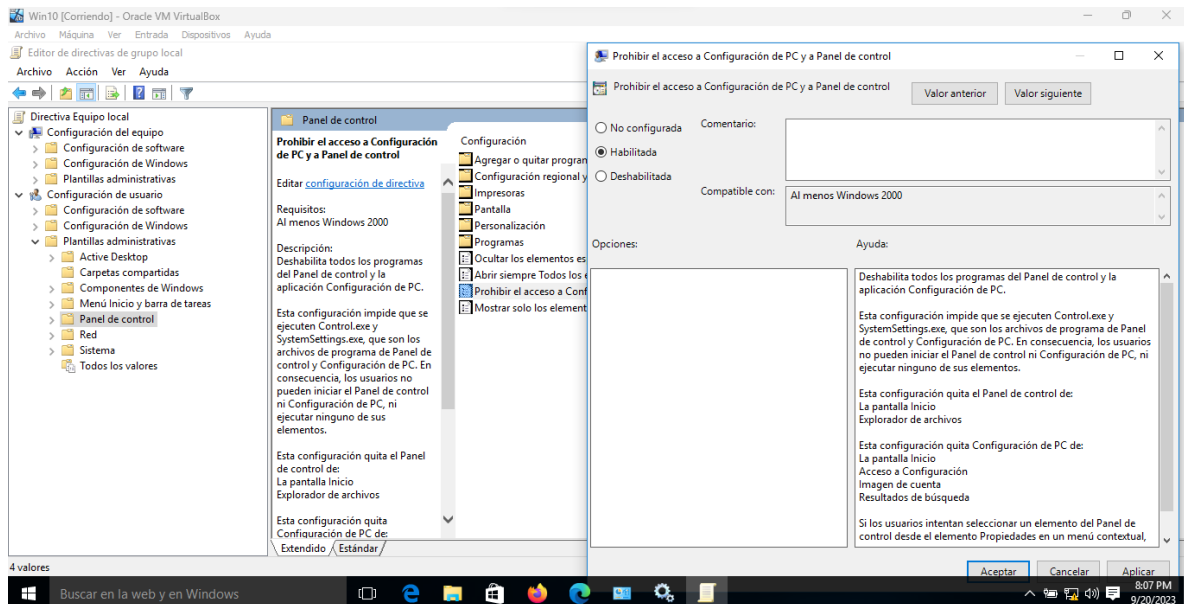 Win10 [Corriendo] - Oracle VM VirtualBox
Archivo Máquina Ver Entrada Dispositivos Ayuda
Editor de directivas de grupo local
Archivo Acción Ver Ayuda
Directiva Equipo local
Configuración del equipo
Configuración de software
Configuración de Windows
Plantillas administrativas
Configuración de usuario
Configuración de software
Configuración de Windows
Plantillas administrativas
Active Desktop
Carpetas compartidas
Componentes de Windows
Menú Inicio y barra de tareas
Panel de control
Red
Sistema
Todos los valores
Panel de control
Prohibir el acceso a Configuración
de PC y a Panel de control
Editar configuración de directiva
Requisitos:
Al menos Windows 2000
Descripción:
Deshabilita todos los programas
del Panel de control y la
aplicación Configuración de PC.
Esta configuración impide que se
ejecuten Control.exe y
SystemSettings.exe, que son los
archivos de programa de Panel de
control y Configuración de PC. En
consecuencia, los usuarios no
pueden iniciar el Panel de control
ni Configuración de PC, ni
ejecutar ninguno de sus
elementos.
Esta configuración quita el Panel
de control de:
La pantalla Inicio
Explorador de archivos
Esta configuración quita
Configuración de PC de:
Configuración
Agregar o quitar program
Configuración regional y
Impresoras
Pantalla
Personalización
Programas
Ocultar los elementos es
Abrir siempre Todos los e
Prohibir el acceso a Conf
Mostrar solo los element
Extendido Estándar
4 valores
Prohibir el acceso a Configuración de PC y a Panel de control
Prohibir el acceso a Configuración de PC y a Panel de control
Valor anterior Valor siguiente
No configurada
Habilitada
Deshabilitada
Comentario:
Compatible con:
Al menos Windows 2000
Opciones:
Ayuda:
Deshabilita todos los programas del Panel de control y la
aplicación Configuración de PC.
Esta configuración impide que se ejecuten Control.exe y
SystemSettings.exe, que son los archivos de programa de Panel
de control y Configuración de PC. En consecuencia, los usuarios
no pueden iniciar el Panel de control ni Configuración de PC, ni
ejecutar ninguno de sus elementos.
Esta configuración quita el Panel de control de:
La pantalla Inicio
Explorador de archivos
Esta configuración quita Configuración de PC de:
La pantalla Inicio
Acceso a Configuración
Imagen de cuenta
Resultados de búsqueda
Si los usuarios intentan seleccionar un elemento del Panel de
control desde el elemento Propiedades en un menú contextual,
Aceptar Cancelar Aplicar
Buscar en la web y en Windows
8:07 PM
9/20/2023